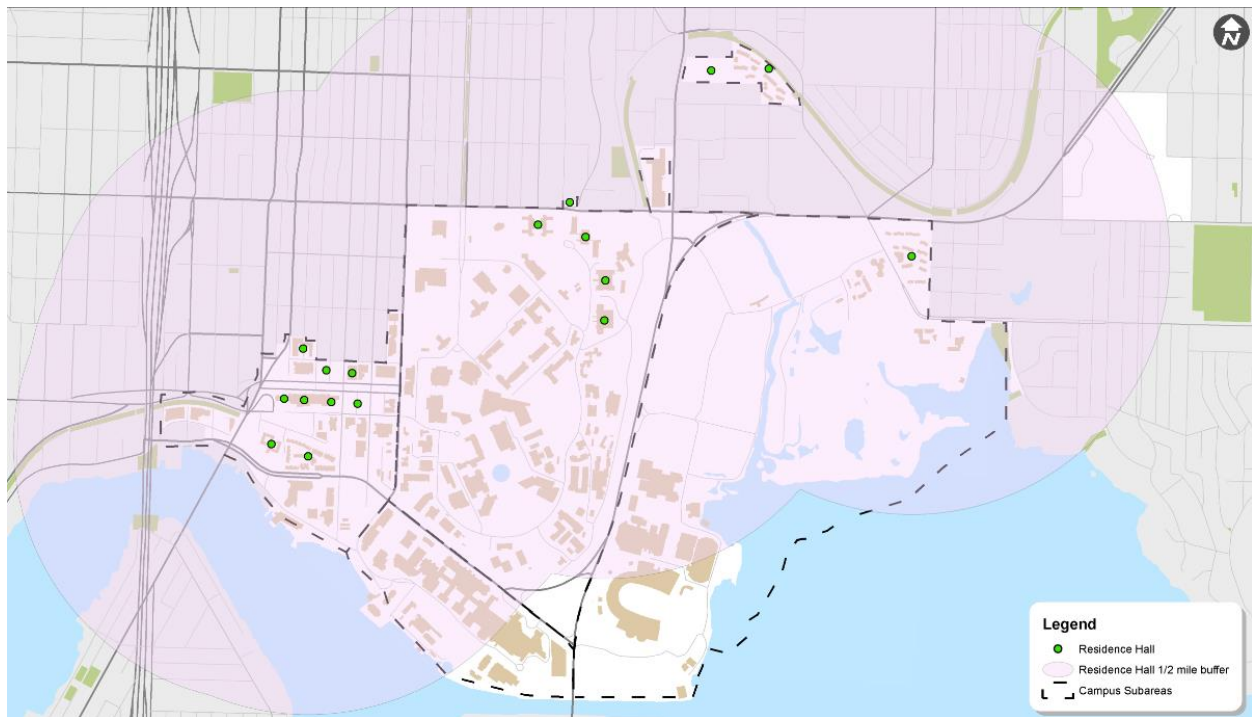 N
Legend
Residence Hall
Residence Hall 1/2 mile buffer
Campus Subareas